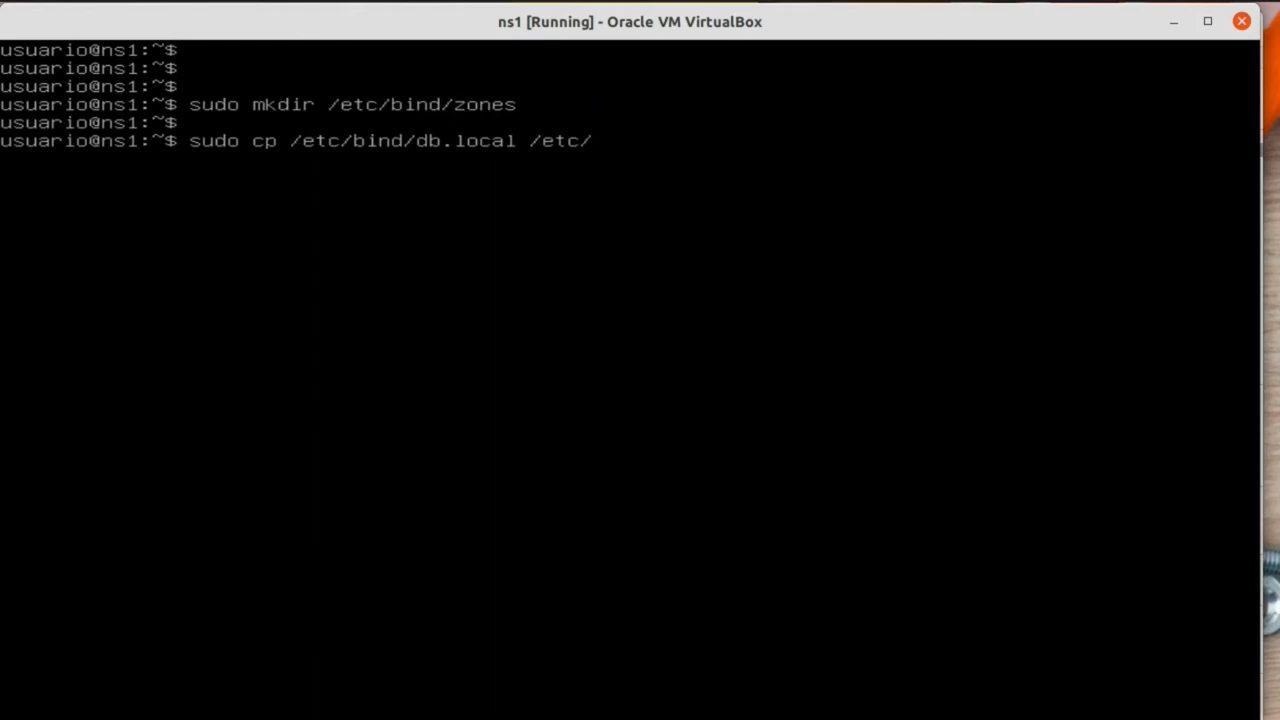 ns1 [Running] - Oracle VM VirtualBox
usuario@ns1:~$
usuario@ns1:~$
usuario@ns1:~$
usuario@ns1:~$ sudo mkdir /etc/bind/zones
usuario@ns1:~$
usuario@ns1:~$ sudo cp /etc/bind/db.local /etc/